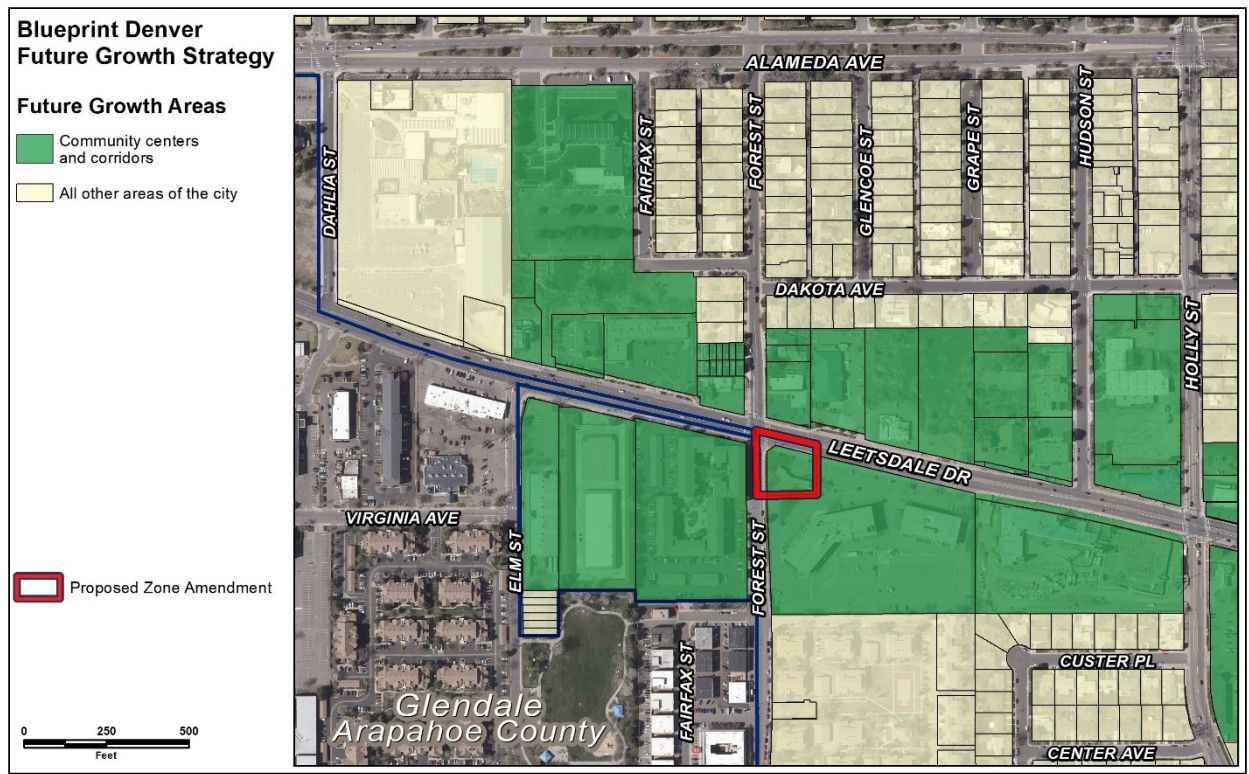 Blueprint Denver
Future Growth Strategy
Future Growth Areas
Community centers
and corridors
All other areas of the city
Proposed Zone Amendment
0 250 500
Feet
ALAMEDA AVE
DAHLIA ST
FAIRFAX ST
FOREST ST
GLENCOE ST
GRAPE ST
HUDSON ST
DAKOTA AVE
HOLLY ST
LEETSDALE DR
VIRGINIA AVE
ELM ST
FOREST ST
FAIRFAX ST
CUSTER PL
Glendale
Arapahoe County
CENTER AVE